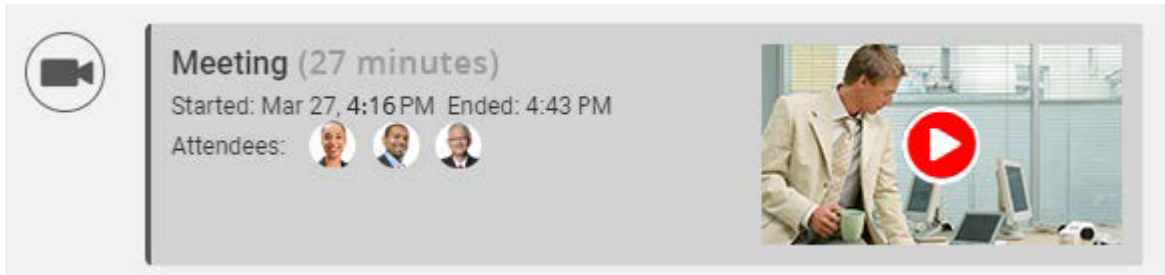 Meeting (27 minutes)
Started: Mar 27, 4:16 PM Ended: 4:43 PM
Attendees: